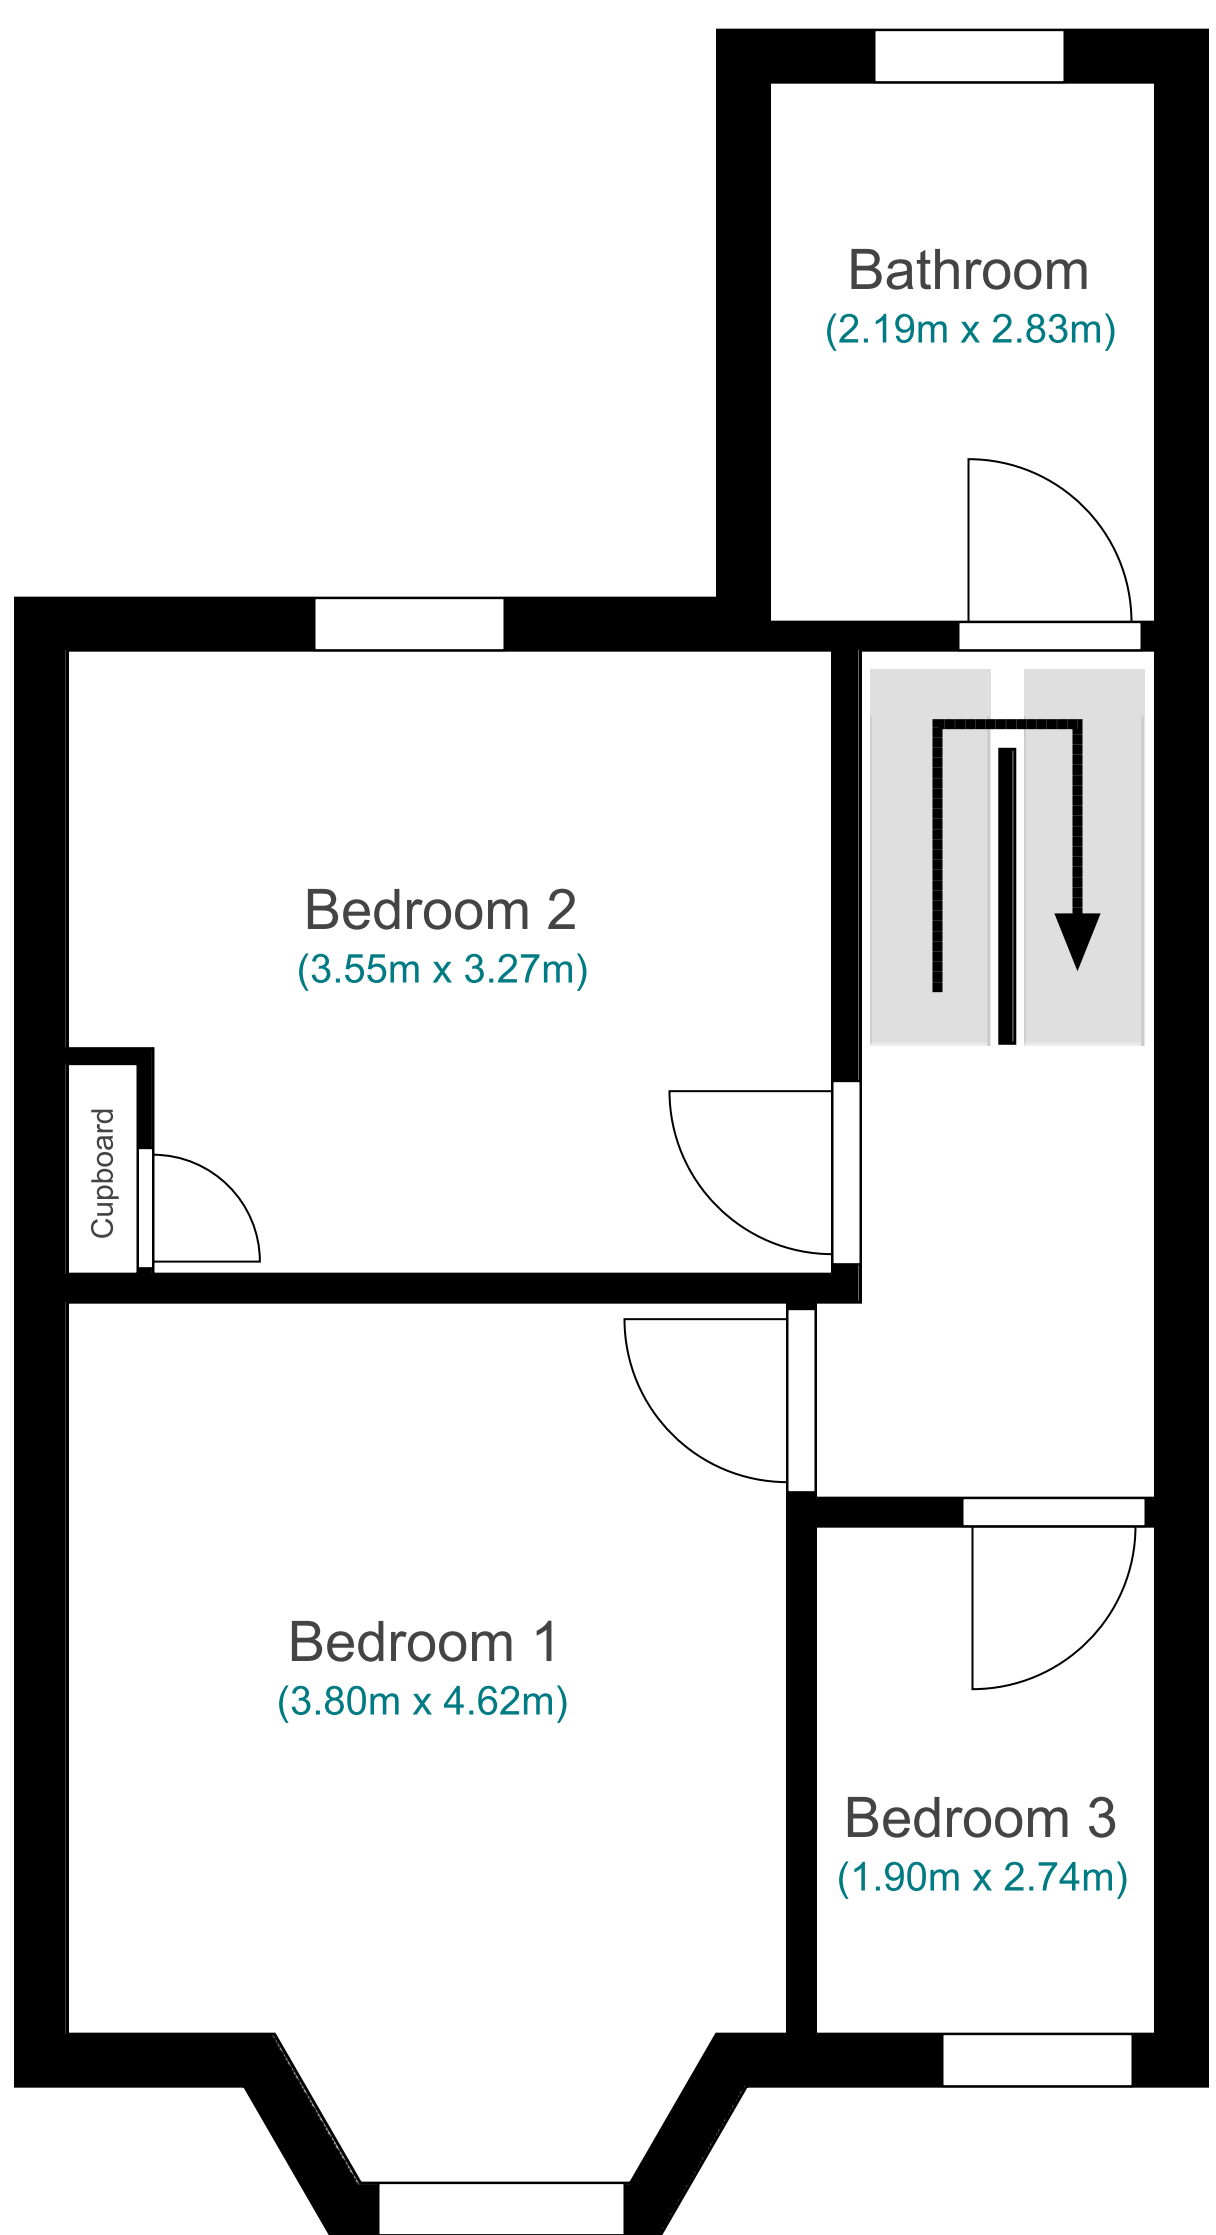 Bathroom
(2.19m x 2.83m)
Bedroom 2
(3.55m x 3.27m)
Cupboard
Bedroom 1
(3.80m x 4.62m)
Bedroom 3
(1.90m x 2.74m)